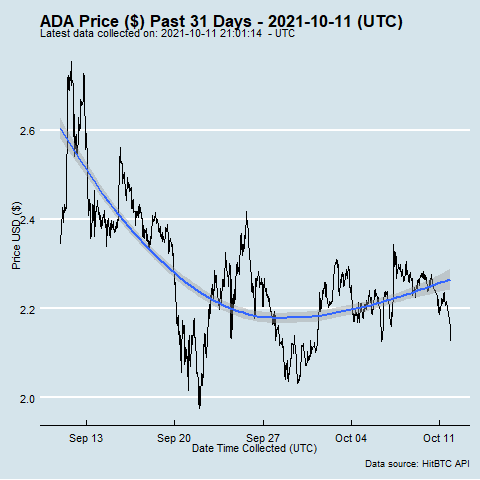 ADA Price ($) Past 31 Days - 2021-10-11 (UTC)
Latest data collected on: 2021-10-11 21:01:14 - UTC
Price USD ($)
2.6
2.4
2.2
2.0
Sep 13 Sep 20 Sep 27 Oct 04 Oct 11
Date Time Collected (UTC)
Data source: HitBTC API